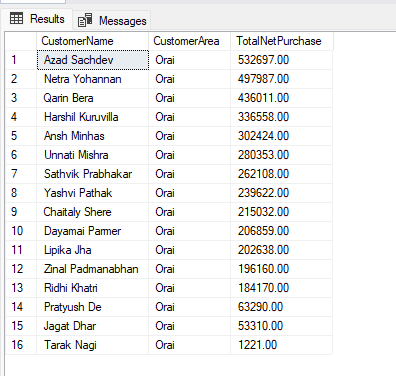 Results Messages
CustomerName CustomerArea TotalNetPurchase
1 Azad Sachdev Orai 532697.00
2 Netra Yohannan Orai 497987.00
3 Qarin Bera Orai 436011.00
4 Harshil Kuruvilla Orai 336558.00
5 Ansh Minhas Orai 302424.00
6 Unnati Mishra Orai 280353.00
7 Sathvik Prabhakar Orai 262108.00
8 Yashvi Pathak Orai 239622.00
9 Chaitaly Shere Orai 215032.00
10 Dayamai Parmer Orai 206859.00
11 Lipika Jha Orai 202638.00
12 Zinal Padmanabhan Orai 196160.00
13 Ridhi Khatri Orai 184170.00
14 Pratyush De Orai 63290.00
15 Jagat Dhar Orai 53310.00
16 Tarak Nagi Orai 1221.00